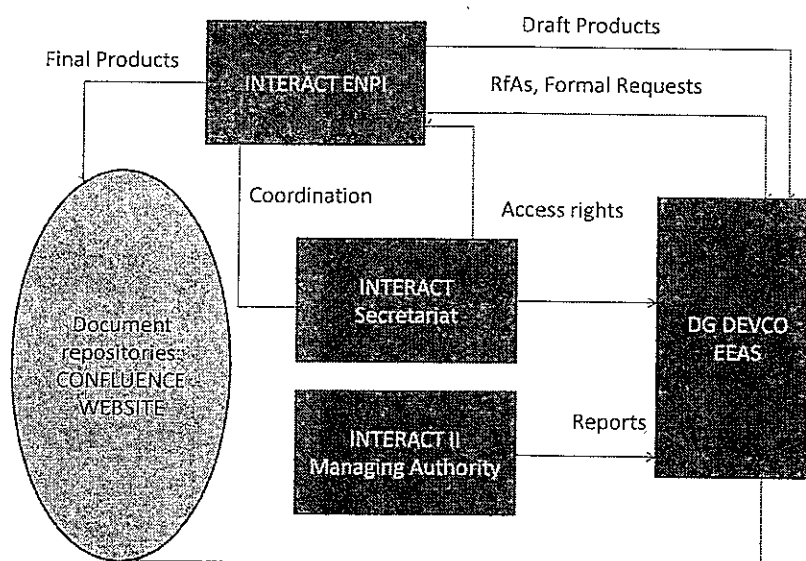 Draft Products
Final Products
INTERACT ENPI
RfAs, Formal Requests
Coordination
Access rights
INTERACT
Secretariat
DG DEVCO
EEAS
Document
repositories:
CONFLUENCE
WEBSITE
INTERACT II
Managing Authority
Reports